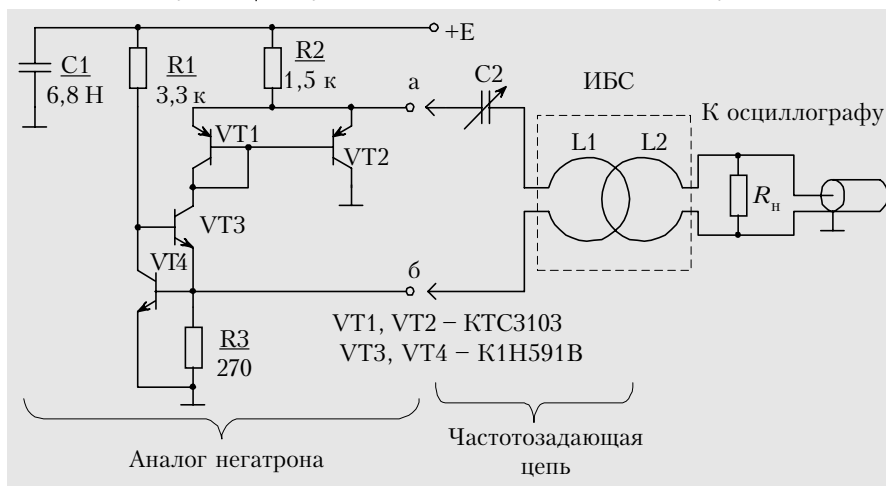 +E
C1
6,8 Н
R1
3,3 к
R2
1,5 к
а
C2
ИБС
К осциллографу
VT1
VT2
L1
L2
Rн
VT3
VT4
б
R3
270
VT1, VT2 – КТС3103
VT3, VT4 – К1Н591В
Аналог негатрона
Частотозадающая
цепь